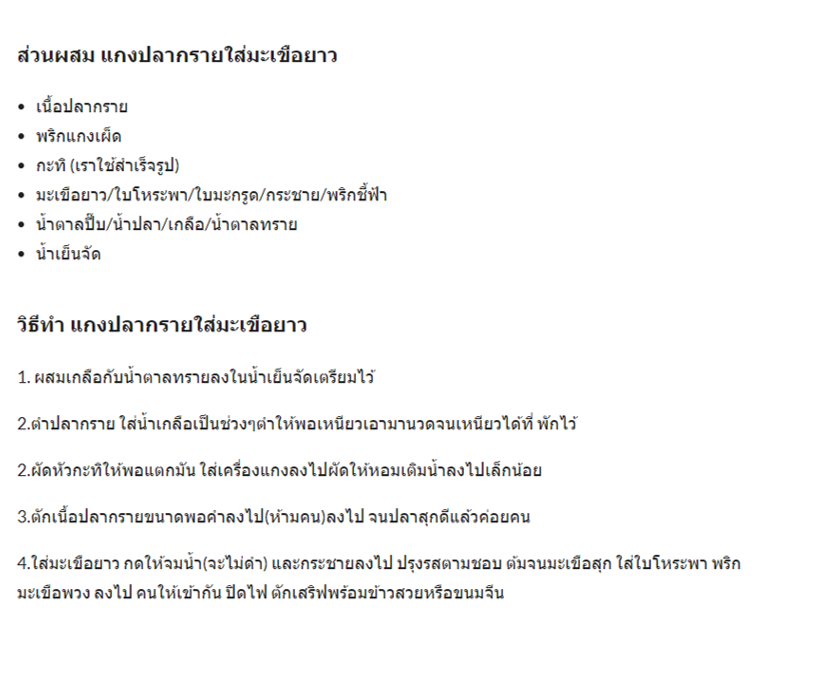 ส่วนผสม แกงปลากรายใส่มะเขือยาว
• เนื้อปลากราย
• พริกแกงเผ็ด
• กะทิ (เราใช้สำเร็จรูป)
• มะเขือยาว/ใบโหระพา/ใบมะกรูด/กระชาย/พริกชี้ฟ้า
• น้ำตาลปี๊บ/น้ำปลา/เกลือ/น้ำตาลทราย
• น้ำเย็นจัด
วิธีทำ แกงปลากรายใส่มะเขือยาว
1. ผสมเกลือกับน้ำตาลทรายลงในน้ำเย็นจัดเตรียมไว้
2.ตำปลากราย ใส่น้ำเกลือเป็นช่วงๆตำให้พอเหนียวเอามานวดจนเหนียวได้ที่ พักไว้
2.ผัดหัวกะทิให้พอแตกมัน ใส่เครื่องแกงลงไปผัดให้หอมเติมน้ำลงไปเล็กน้อย
3.ตักเนื้อปลากรายขนาดพอคำลงไป(ห้ามคน)ลงไป จนปลาสุกดีแล้วค่อยคน
4.ใส่มะเขือยาว กดให้จมน้ำ(จะไม่ดำ) และกระชายลงไป ปรุงรสตามชอบ ต้มจนมะเขือสุก ใส่ใบโหระพา พริก
มะเขือพวง ลงไป คนให้เข้ากัน ปิดไฟ ตักเสริฟพร้อมข้าวสวยหรือขนมจีน